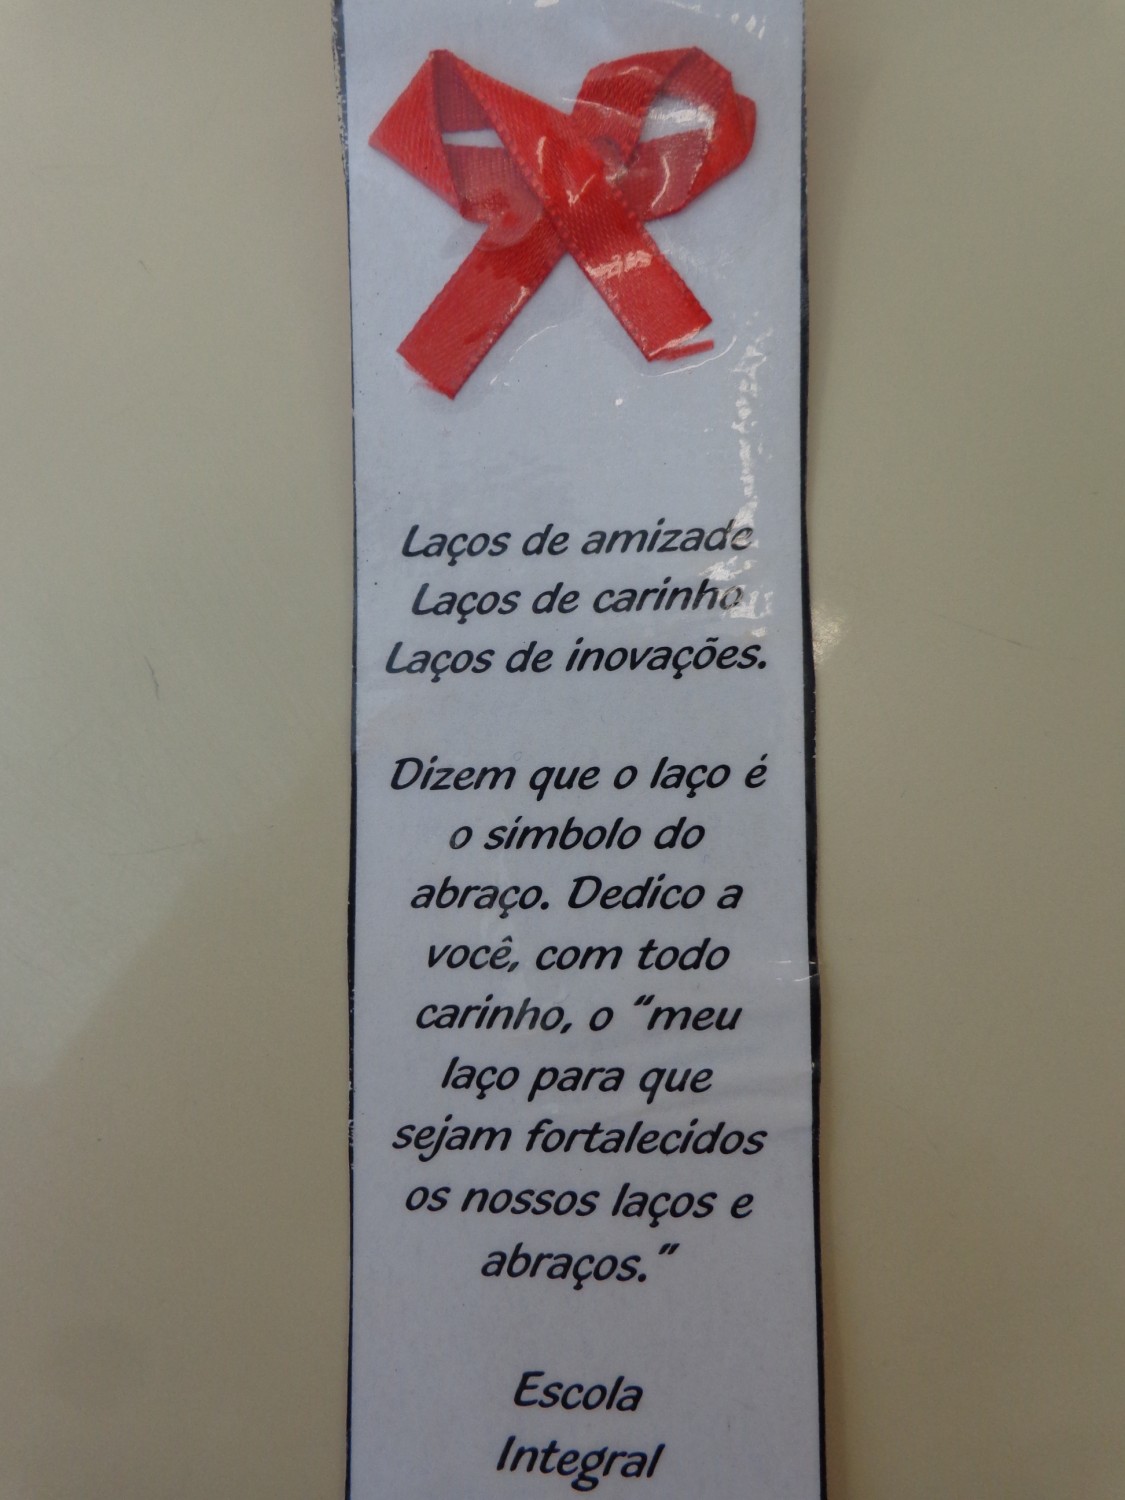 Laços de amizade
Laços de carinho
Laços de inovações.
Dizem que o laço é
o símbolo do
abraço. Dedico a
você, com todo
carinho, o “meu
laço para que
sejam fortalecidos
os nossos laços e
abraços.”
Escola
Integral